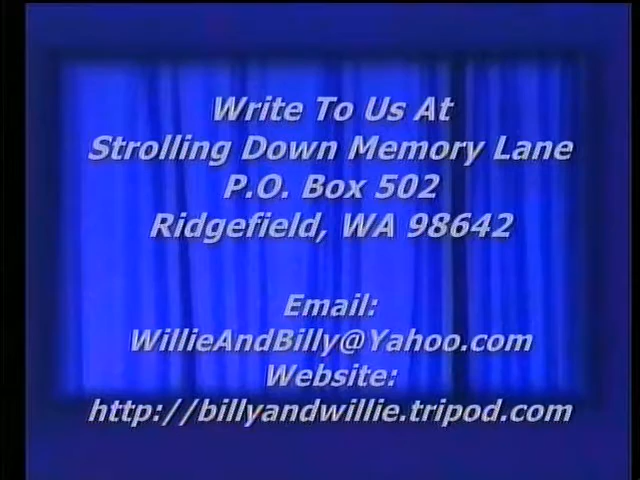 Write To Us At
Strolling Down Memory Lane
P.O. Box 502
Ridgefield, WA 98642
Email:
WillieAndBilly@Yahoo.com
Website:
http://billyandwillie.tripod.com